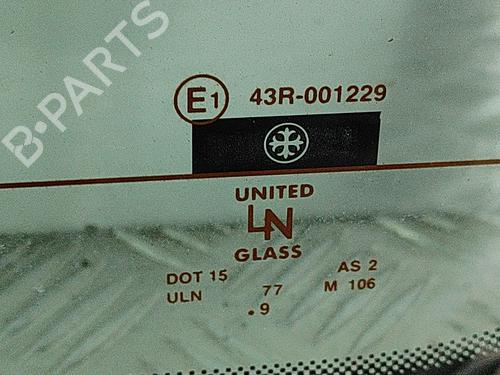 B-PARTS
E1 43R-001229
UNITED
LN
GLASS
DOT 15 AS 2
ULN 77 M 106
.9